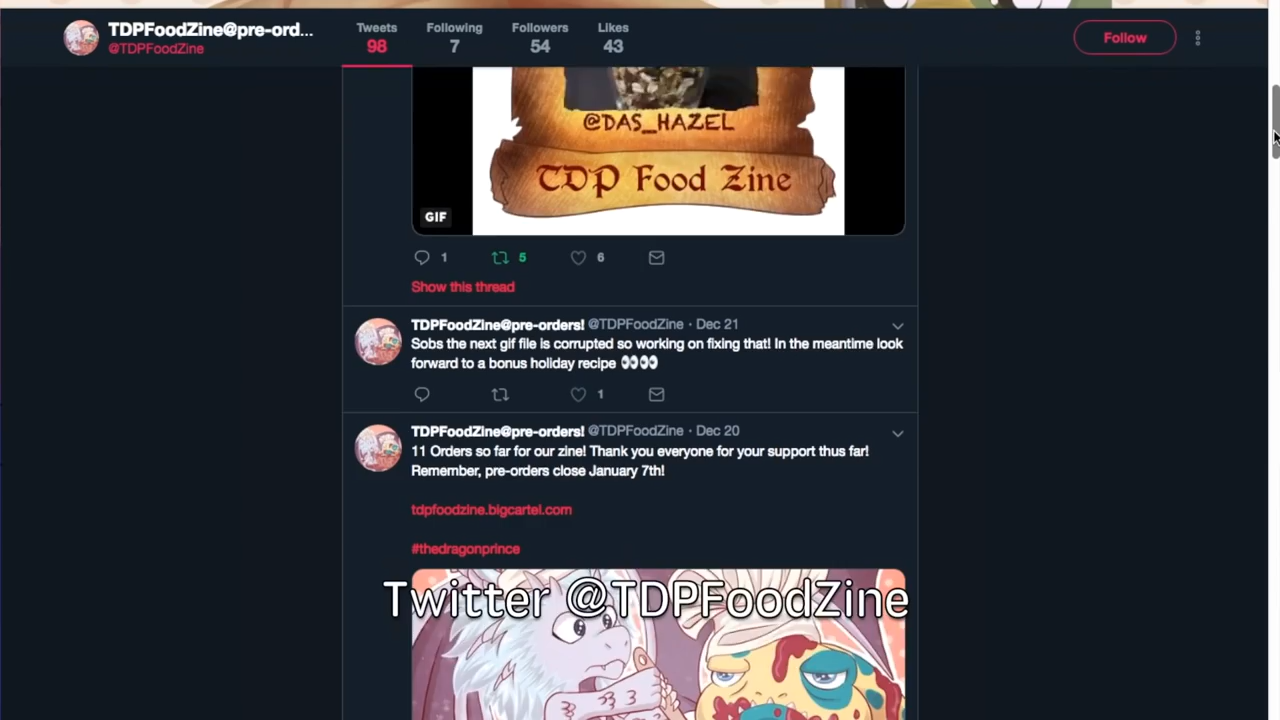 TDPFoodZine@pre-ord...
@TDPFoodZine
Tweets
98
Following
7
Followers
54
Likes
43
Follow
@DAS_HAZEL
TDP Food Zine
GIF
1
5
6
Show this thread
TDPFoodZine@pre-orders! @TDPFoodZine · Dec 21
Sobs the next gif file is corrupted so working on fixing that! In the meantime look
forward to a bonus holiday recipe 👀👀
1
TDPFoodZine@pre-orders! @TDPFoodZine · Dec 20
11 Orders so far for our zine! Thank you everyone for your support thus far!
Remember, pre-orders close January 7th!
tdpfoodzine.bigcartel.com
#thedragonprince
Twitter @TDPFoodZine